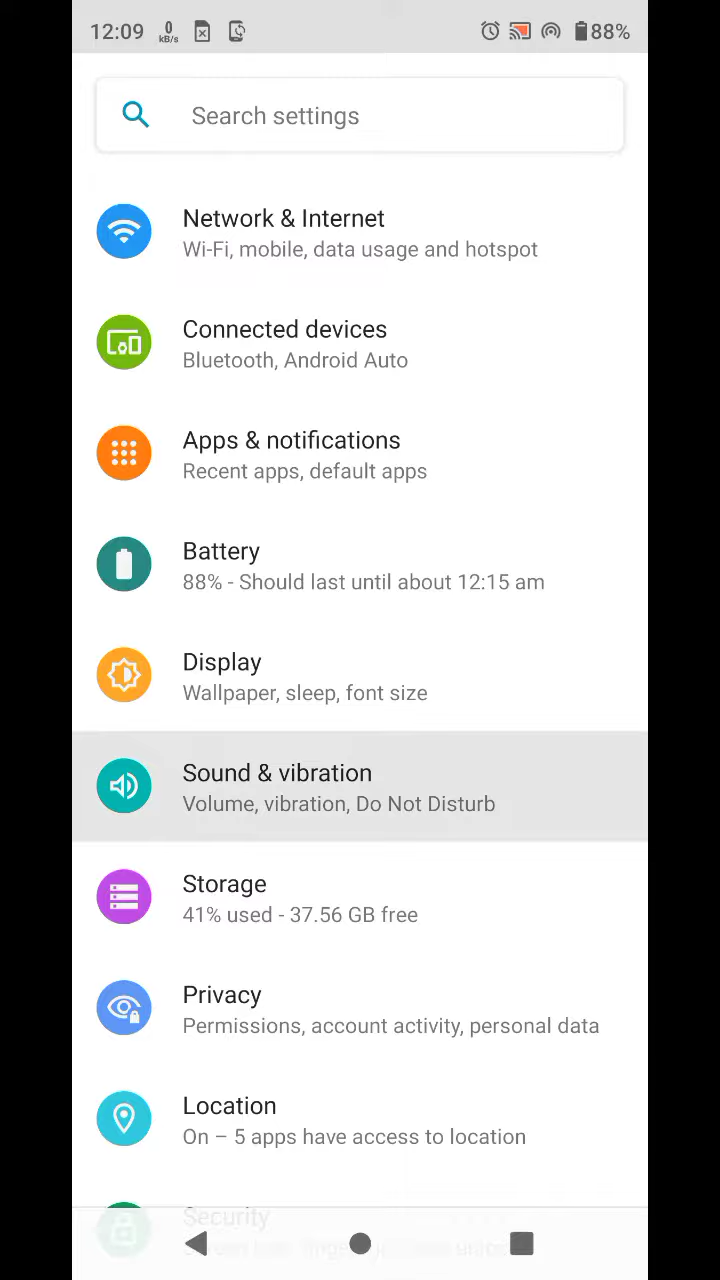 12:09 0 kB/s 88%
Search settings
Network & Internet
Wi-Fi, mobile, data usage and hotspot
Connected devices
Bluetooth, Android Auto
Apps & notifications
Recent apps, default apps
Battery
88% - Should last until about 12:15 am
Display
Wallpaper, sleep, font size
Sound & vibration
Volume, vibration, Do Not Disturb
Storage
41% used - 37.56 GB free
Privacy
Permissions, account activity, personal data
Location
On – 5 apps have access to location
Security